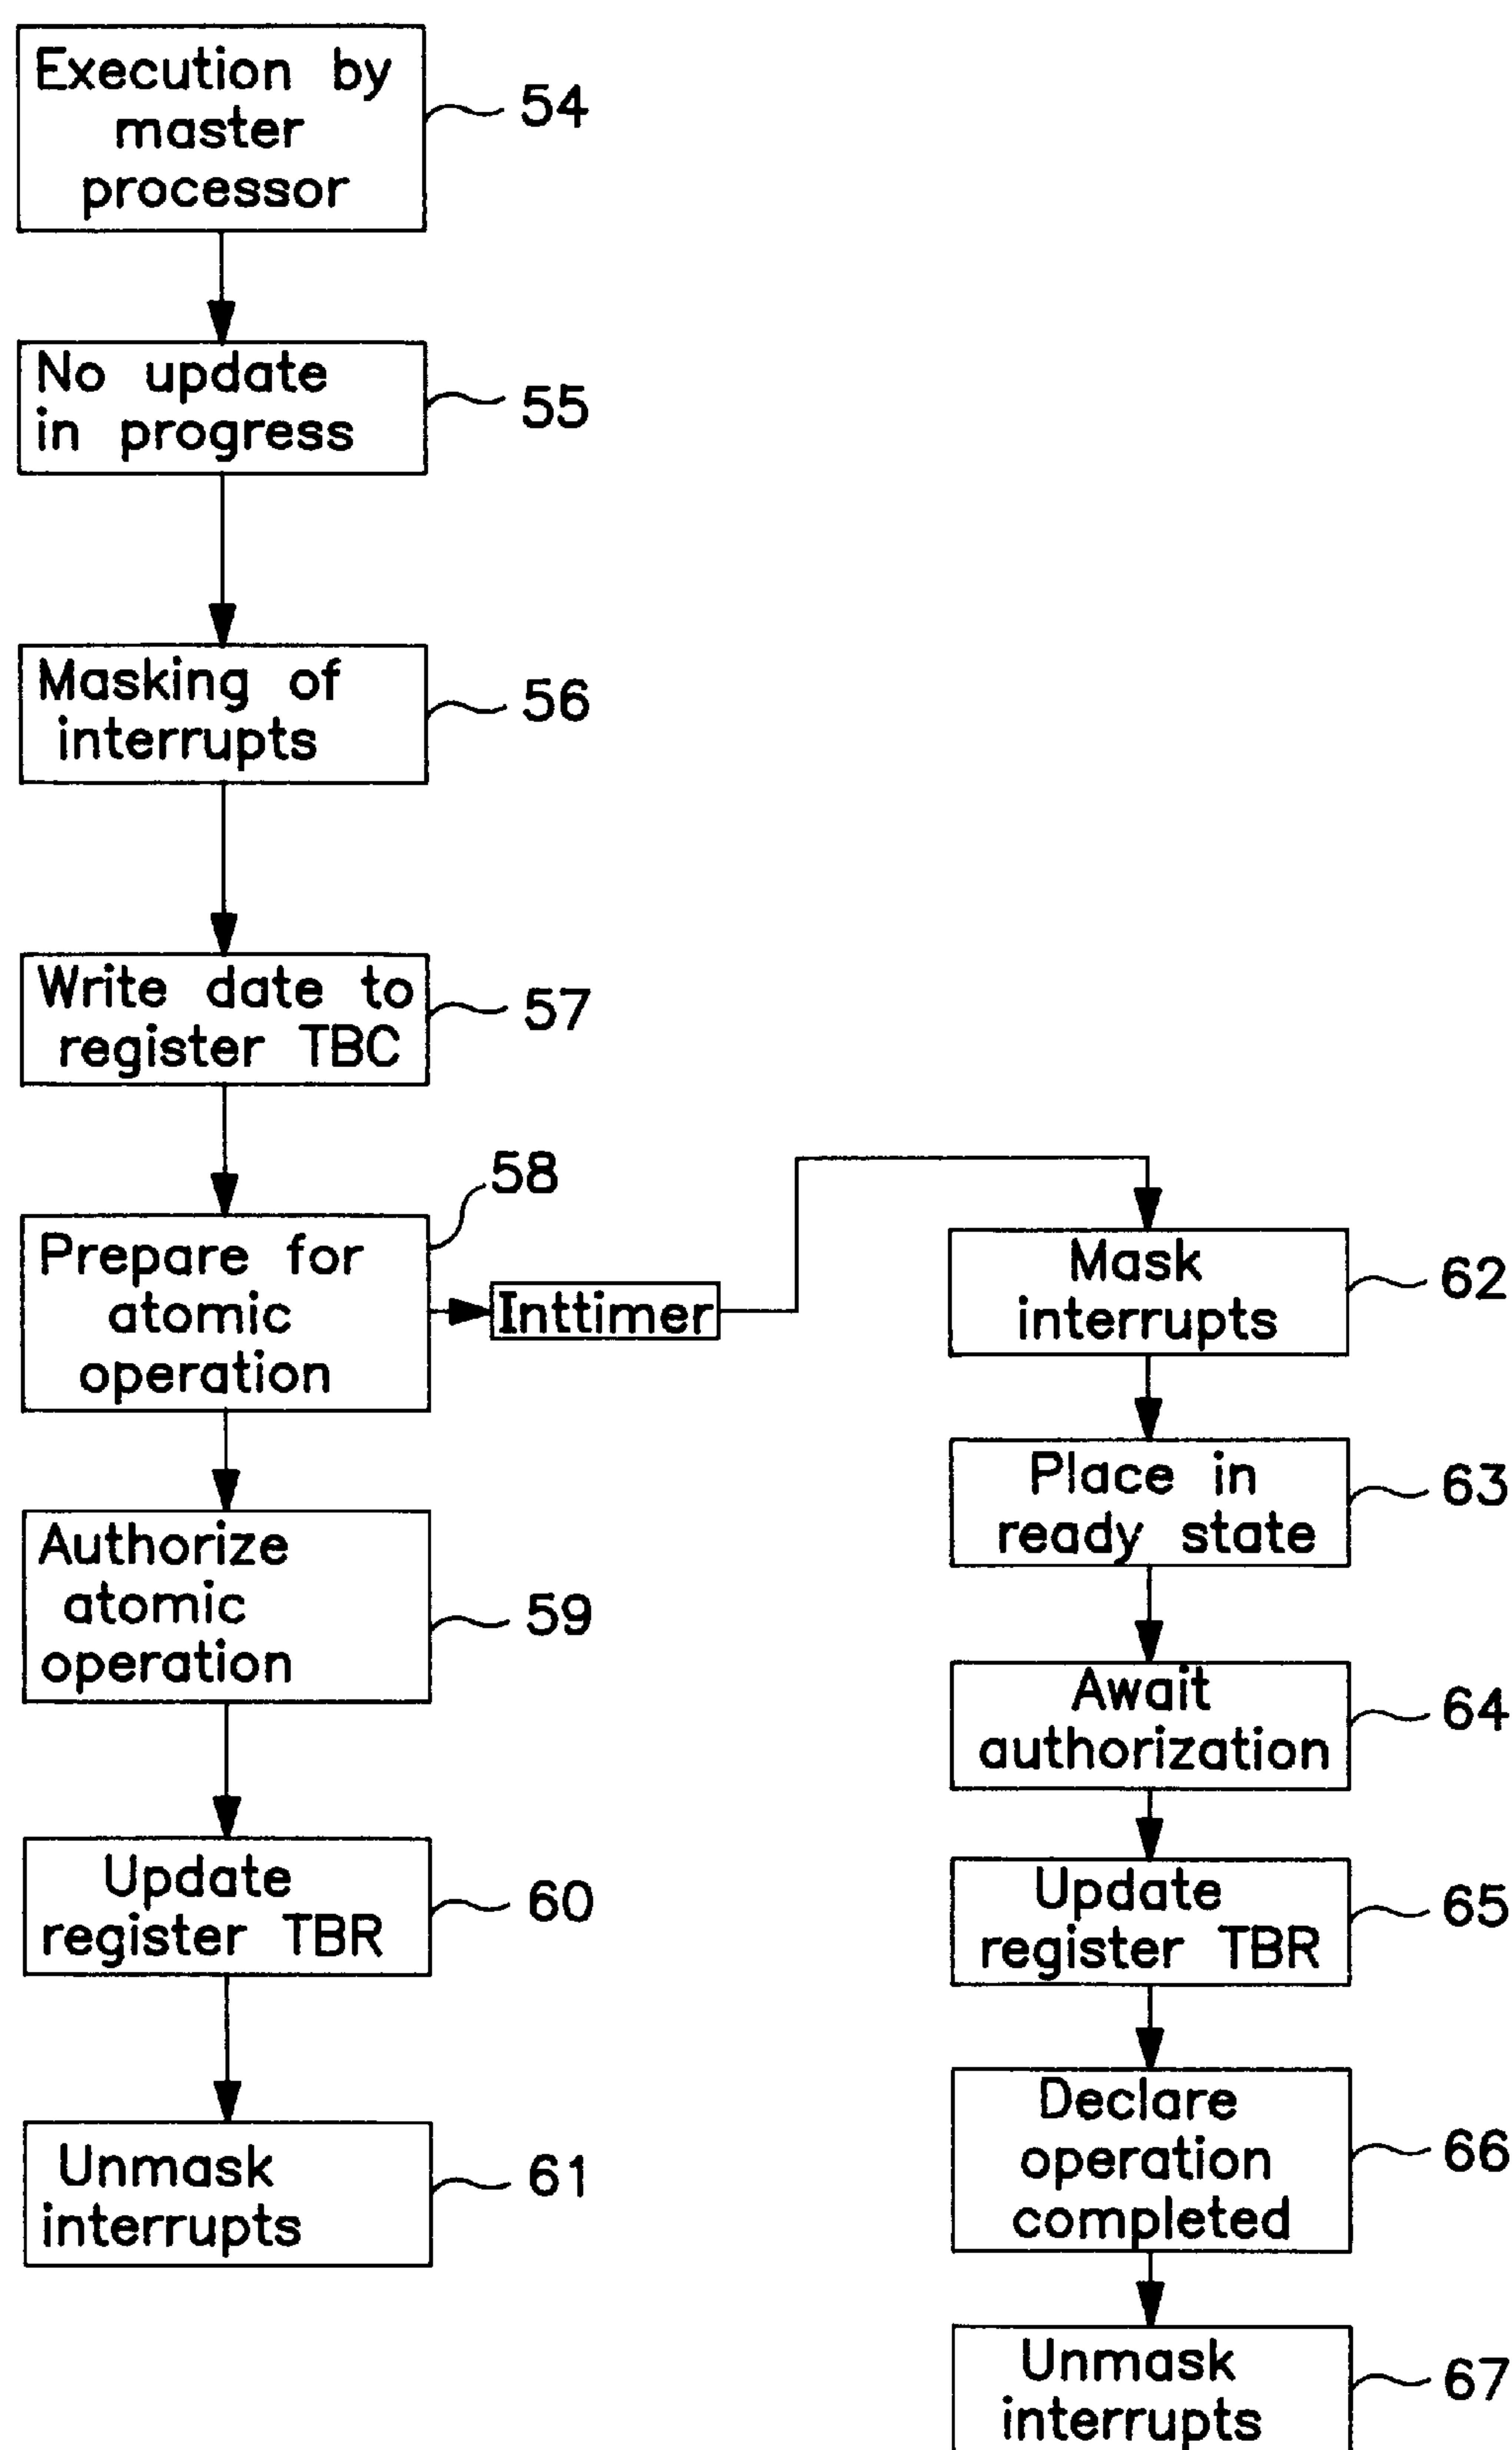 Execution by
master
processor
54
No update
in progress
55
Masking of
interrupts
56
Write date to
register TBC
57
Prepare for
atomic
operation
58
Inttimer
Authorize
atomic
operation
59
Update
register TBR
60
Unmask
interrupts
61
Mask
interrupts
62
Place in
ready state
63
Await
authorization
64
Update
register TBR
65
Declare
operation
completed
66
Unmask
interrupts
67